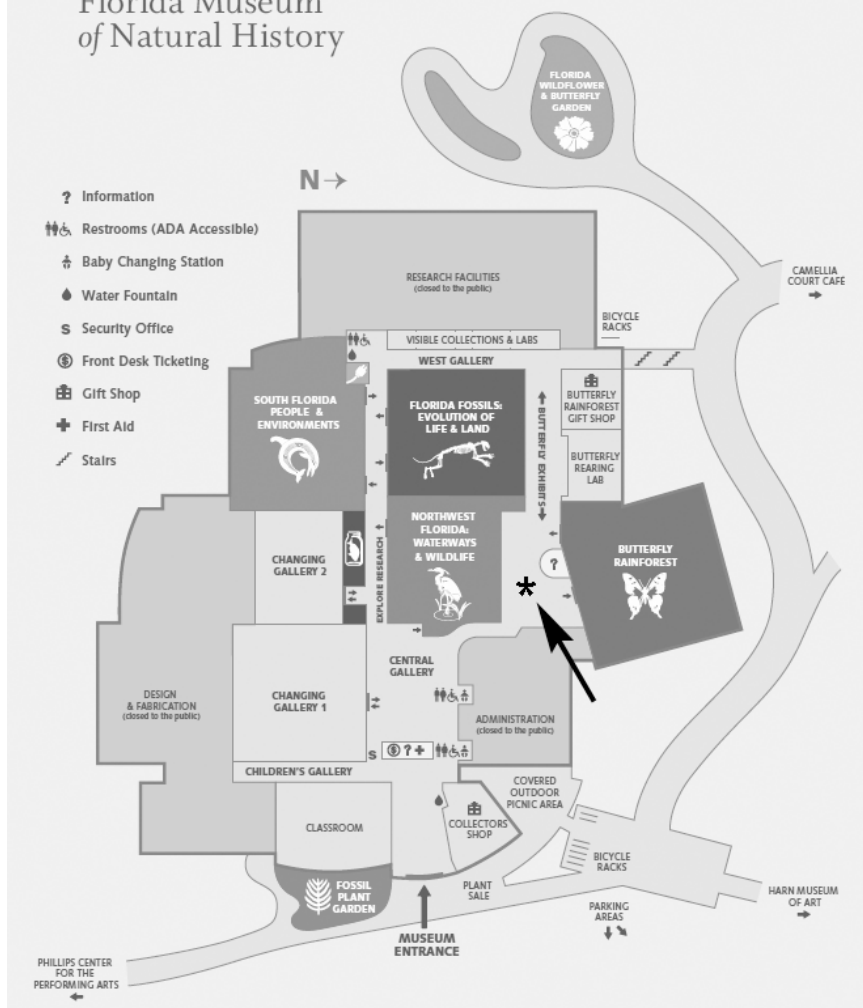 Florida Museum
of Natural History
FLORIDA
WILDFLOWER
& BUTTERFLY
GARDEN
N
? Information
Restrooms (ADA Accessible)
Baby Changing Station
Water Fountain
S Security Office
$ Front Desk Ticketing
Gift Shop
First Aid
Stairs
RESEARCH FACILITIES
(closed to the public)
CAMELLIA
COURT CAFE
BICYCLE
RACKS
VISIBLE COLLECTIONS & LABS
WEST GALLERY
SOUTH FLORIDA
PEOPLE &
ENVIRONMENTS
FLORIDA FOSSILS:
EVOLUTION OF
LIFE & LAND
BUTTERFLY EXHIBITS
BUTTERFLY
RAINFOREST
GIFT SHOP
BUTTERFLY
REARING
LAB
NORTHWEST
FLORIDA:
WATERWAYS
& WILDLIFE
CHANGING
GALLERY 2
EXPLORE RESEARCH
?
*
BUTTERFLY
RAINFOREST
CENTRAL
GALLERY
DESIGN
& FABRICATION
(closed to the public)
CHANGING
GALLERY 1
ADMINISTRATION
(closed to the public)
S
$ ? +
CHILDREN'S GALLERY
COVERED
OUTDOOR
PICNIC AREA
CLASSROOM
COLLECTORS
SHOP
BICYCLE
RACKS
FOSSIL
PLANT
GARDEN
PLANT
SALE
HARN MUSEUM
OF ART
PARKING
AREAS
MUSEUM
ENTRANCE
PHILLIPS CENTER
FOR THE
PERFORMING ARTS